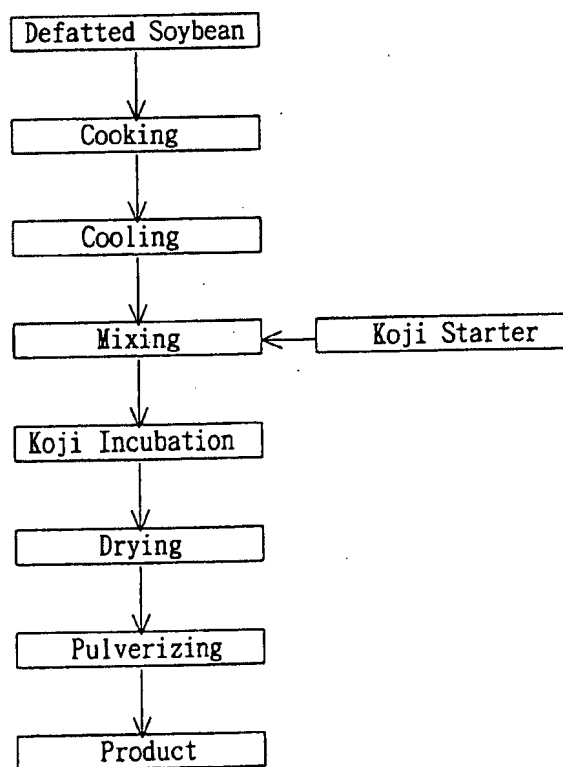 Defatted Soybean
Cooking
Cooling
Mixing
Koji Starter
Koji Incubation
Drying
Pulverizing
Product